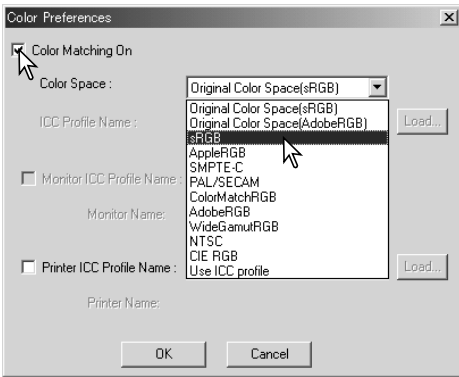 Color Preferences
Color Matching On
Color Space :
Original Color Space(sRGB)
Original Color Space(sRGB)
Original Color Space(AdobeRGB)
sRGB
AppleRGB
SMPTE-C
PAL/SECAM
ColorMatchRGB
AdobeRGB
WideGamutRGB
NTSC
CIE RGB
Use ICC profile
ICC Profile Name :
Load...
Monitor ICC Profile Name :
Monitor Name:
Printer ICC Profile Name :
Load...
Printer Name:
OK
Cancel